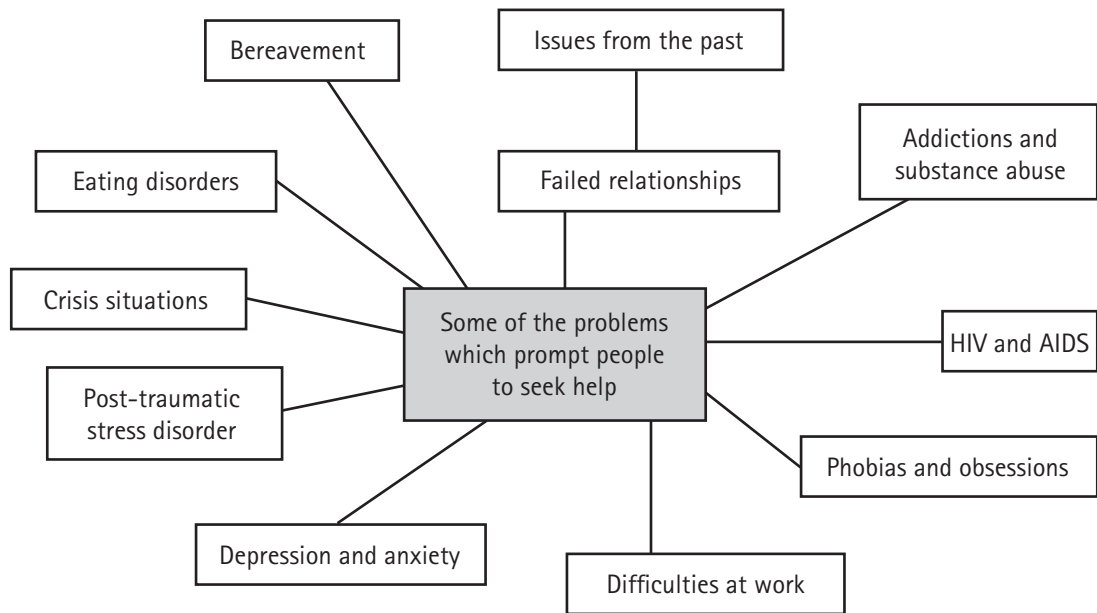 Bereavement
Issues from the past
Addictions and
substance abuse
Eating disorders
Failed relationships
Crisis situations
Some of the problems
which prompt people
to seek help
HIV and AIDS
Post-traumatic
stress disorder
Phobias and obsessions
Depression and anxiety
Difficulties at work